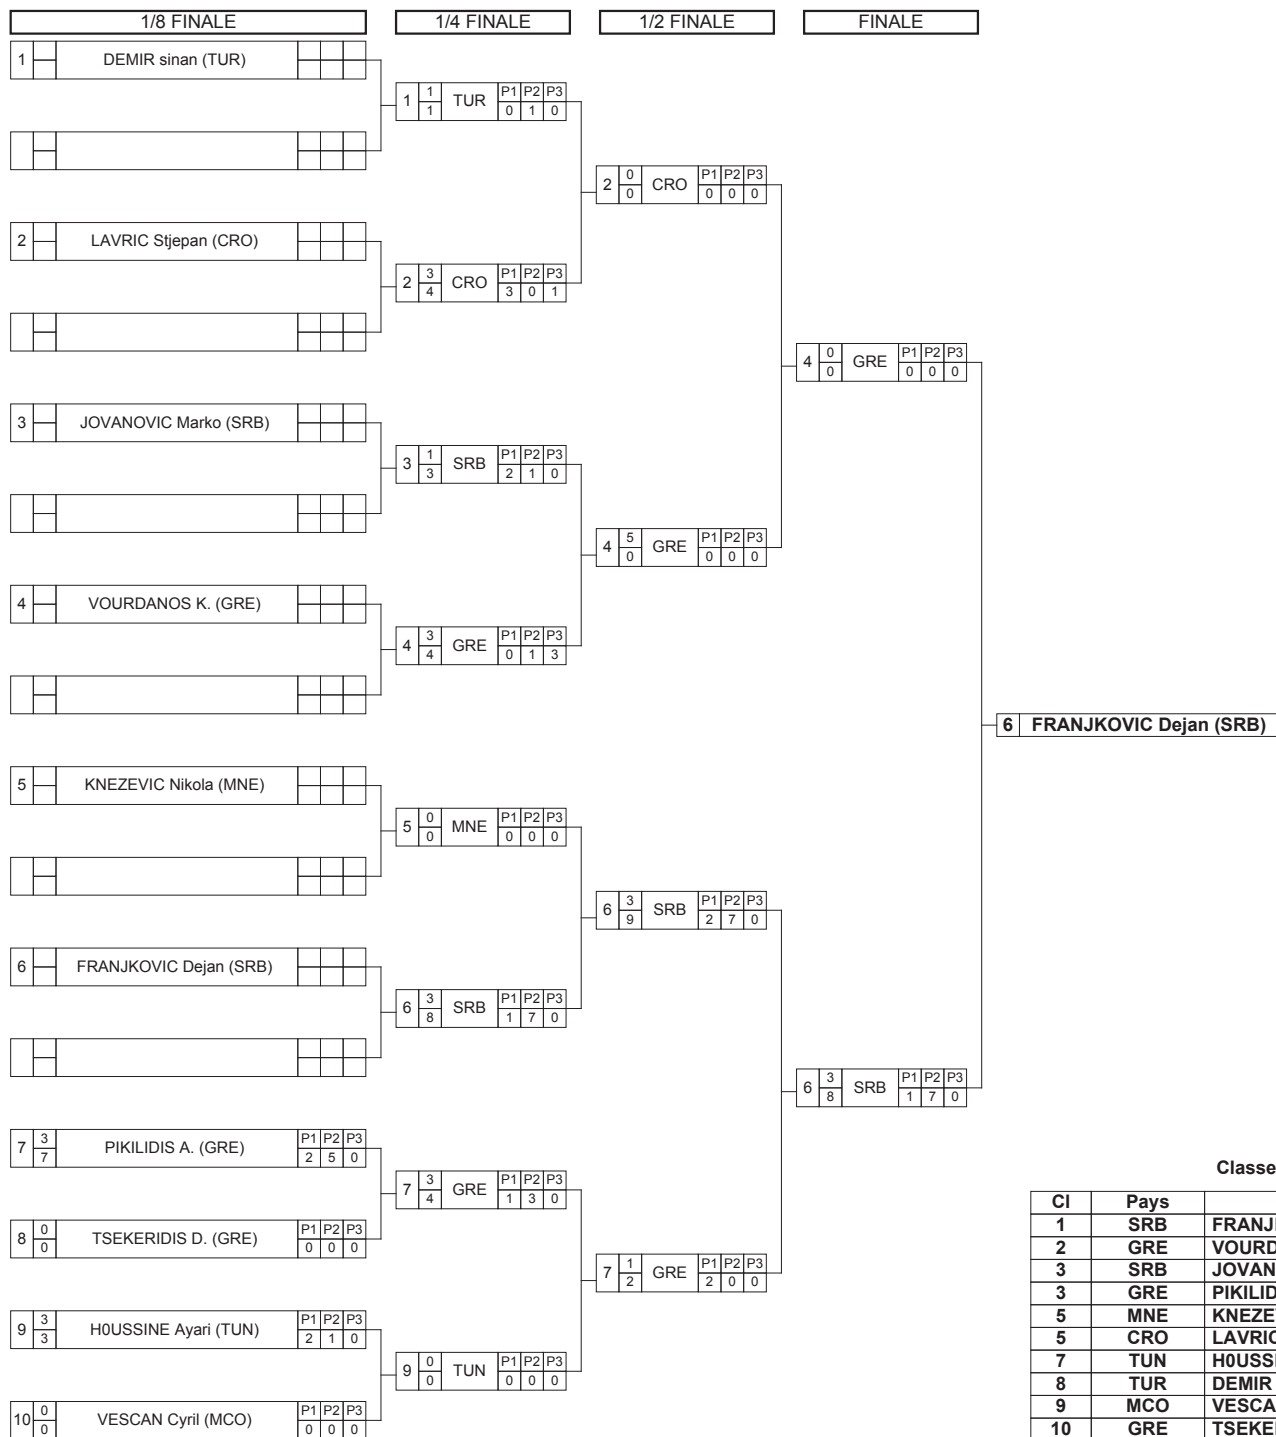 1/8 FINALE 1/4 FINALE 1/2 FINALE FINALE
1 DEMIR sinan (TUR)
1 1 1 TUR P1 P2 P3 0 1 0
2 0 0 CRO P1 P2 P3 0 0 0
2 LAVRIC Stjepan (CRO)
2 3 4 CRO P1 P2 P3 3 0 1
4 0 0 GRE P1 P2 P3 0 0 0
3 JOVANOVIC Marko (SRB)
3 1 3 SRB P1 P2 P3 2 1 0
4 5 0 GRE P1 P2 P3 0 0 0
4 VOURDANOS K. (GRE)
4 3 4 GRE P1 P2 P3 0 1 3
6 FRANJKOVIC Dejan (SRB)
5 KNEZEVIC Nikola (MNE)
5 0 0 MNE P1 P2 P3 0 0 0
6 3 9 SRB P1 P2 P3 2 7 0
6 FRANJKOVIC Dejan (SRB)
6 3 8 SRB P1 P2 P3 1 7 0
6 3 8 SRB P1 P2 P3 1 7 0
7 3 7 PIKILIDIS A. (GRE) P1 P2 P3 2 5 0
7 3 4 GRE P1 P2 P3 1 3 0
8 0 0 TSEKERIDIS D. (GRE) P1 P2 P3 0 0 0
7 1 2 GRE P1 P2 P3 2 0 0
9 3 3 H0USSINE Ayari (TUN) P1 P2 P3 2 1 0
9 0 0 TUN P1 P2 P3 0 0 0
10 0 0 VESCAN Cyril (MCO) P1 P2 P3 0 0 0
Classe
Cl Pays
1 SRB FRANJ
2 GRE VOURD
3 SRB JOVAN
3 GRE PIKILID
5 MNE KNEZE
5 CRO LAVRIC
7 TUN H0USSI
8 TUR DEMIR
9 MCO VESCA
10 GRE TSEKE